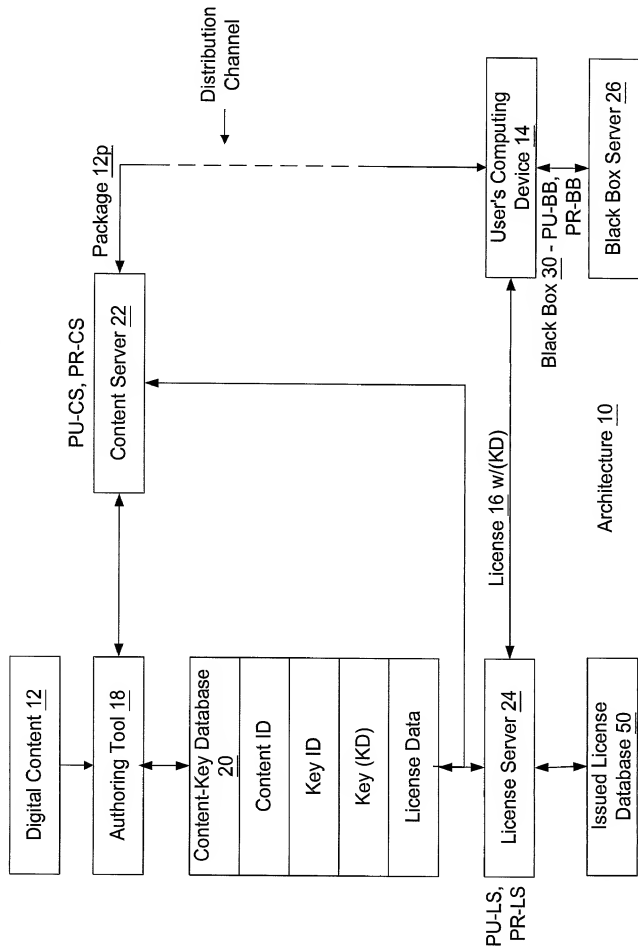 Digital Content 12
Authoring Tool 18
Content-Key Database
20
Content ID
Key ID
Key (KD)
License Data
PU-LS,
PR-LS
License Server 24
Issued License
Database 50
PU-CS, PR-CS
Content Server 22
Package 12p
Distribution
Channel
License 16 w/(KD)
User's Computing
Device 14
Black Box 30 - PU-BB,
PR-BB
Black Box Server 26
Architecture 10